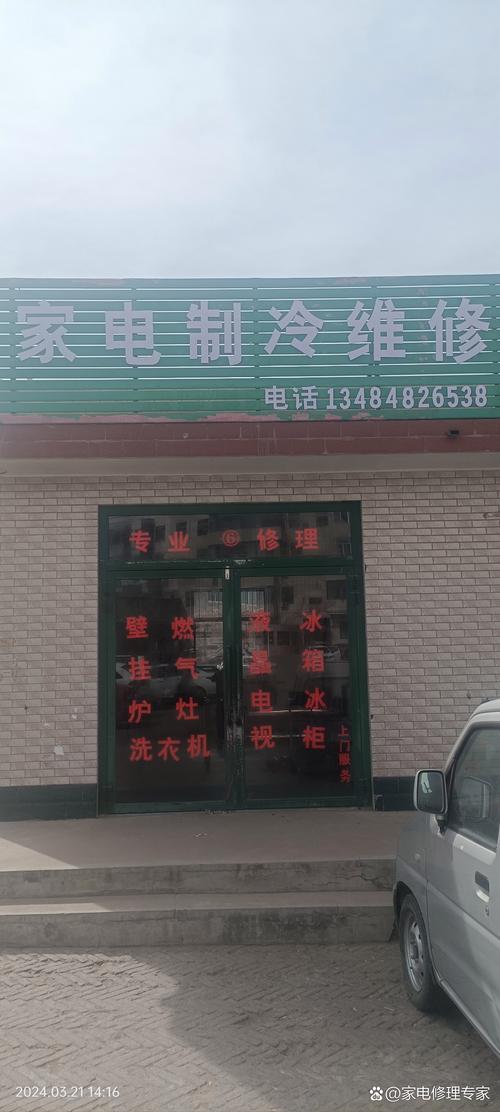 家电制冷维修
电话13484826538
专业⑥修理
壁挂炉
燃气灶
洗衣机
液晶电视
冰箱冰柜
上门服务
2024.03.21 14:16
@家电修理专家